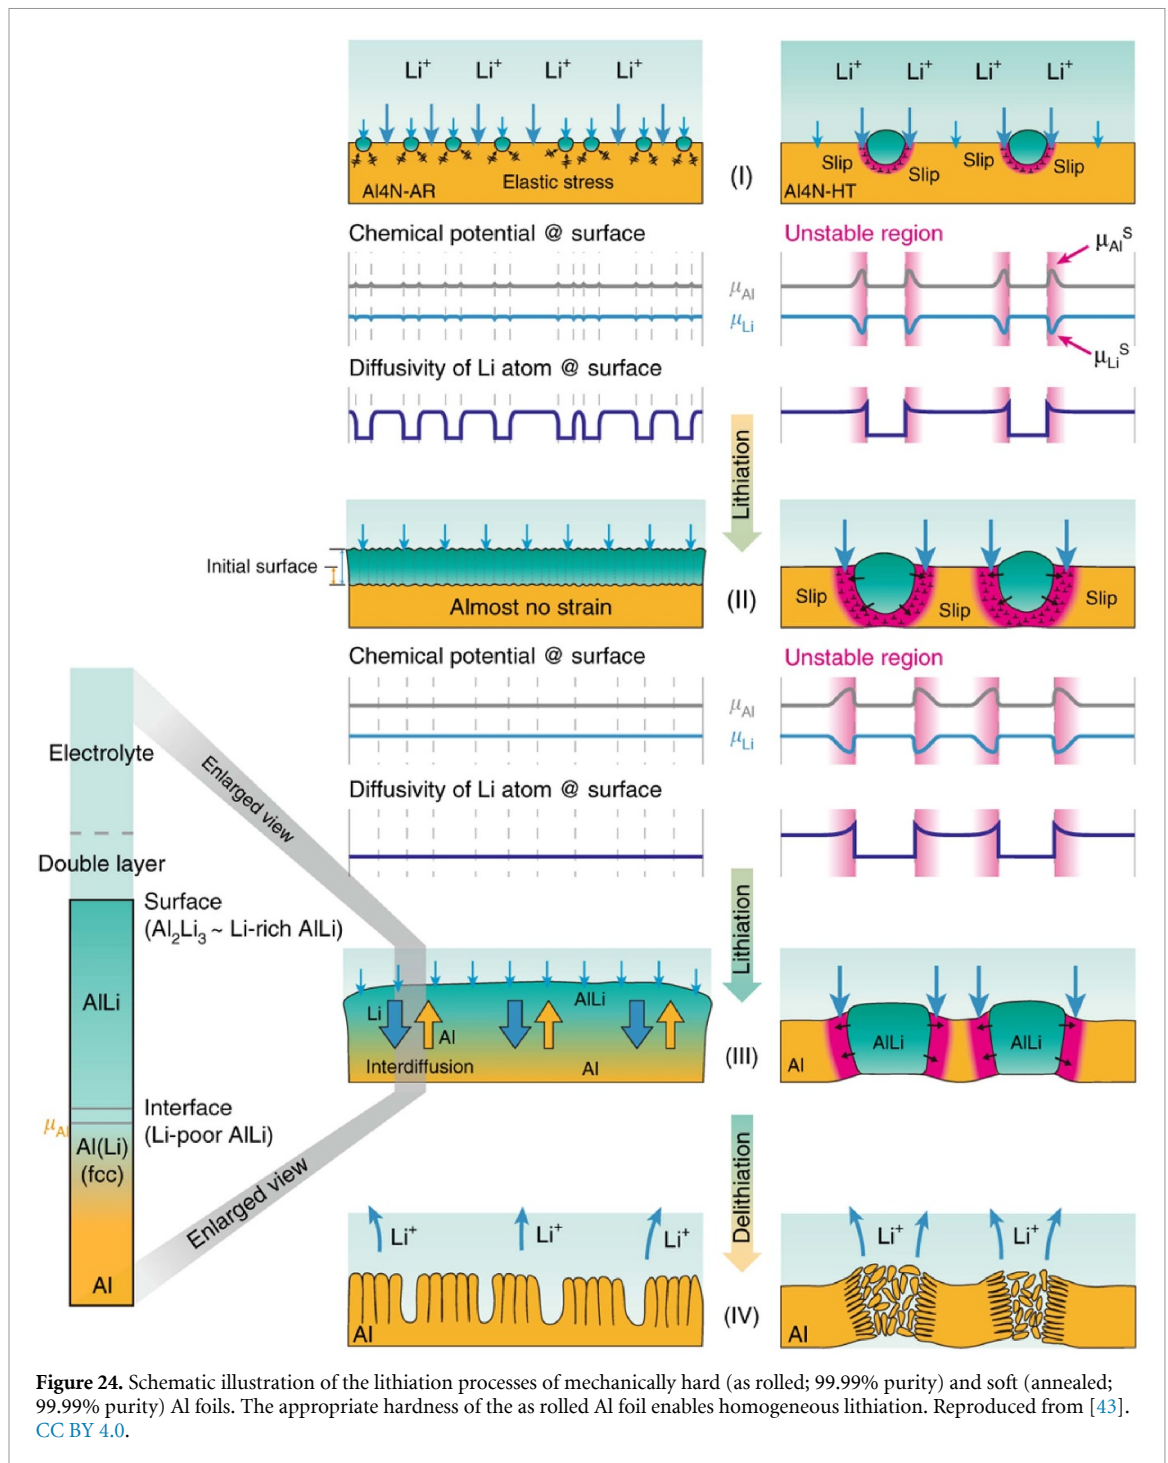 Li+ Li+ Li+ Li+
Elastic stress
Al4N-AR
(I)
Li+ Li+ Li+ Li+
Slip Slip Slip Slip
Al4N-HT
Chemical potential @ surface
Unstable region
μAl
μLi
μAlS
μLiS
Diffusivity of Li atom @ surface
Lithiation
Initial surface
Almost no strain
(II)
Slip Slip Slip
Chemical potential @ surface
Unstable region
μAl
μLi
Diffusivity of Li atom @ surface
Lithiation
Electrolyte
Double layer
Surface
(Al2Li3 ~ Li-rich AlLi)
AlLi
Interface
(Li-poor AlLi)
μAl
Al(Li)
(fcc)
Al
Enlarged view
Enlarged view
AlLi
Li
Al
Interdiffusion
Al
(III)
AlLi AlLi
Al
Delithiation
Li+ Li+ Li+
Al
(IV)
Li+ Li+
Al
Figure 24. Schematic illustration of the lithiation processes of mechanically hard (as rolled; 99.99% purity) and soft (annealed;
99.99% purity) Al foils. The appropriate hardness of the as rolled Al foil enables homogeneous lithiation. Reproduced from [43].
CC BY 4.0.